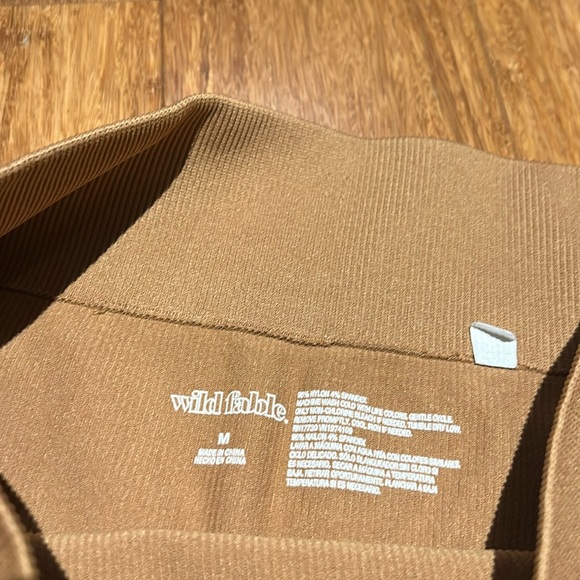 wild fable.
M
MADE IN CHINA
HECHO EN CHINA
96% NYLON 4% SPANDEX.
MACHINE WASH COLD WITH LIKE COLORS. GENTLE CYCLE.
ONLY NON-CHLORINE BLEACH IF NEEDED. TUMBLE DRY LOW.
REMOVE PROMPTLY. COOL IRON IF NEEDED.
96% NAILON 4% SPANDEX
LAVAR A MÁQUINA CON AGUA FRÍA CON COLORES SIMILARES.
CICLO DELICADO. SOLO BLANQUEADOR SIN CLORO SI
ES NECESARIO. SECAR A MÁQUINA A TEMPERATURA
BAJA. RETIRAR OPORTUNAMENTE. PLANCHAR A BAJA
TEMPERATURA SI ES NECESARIO.